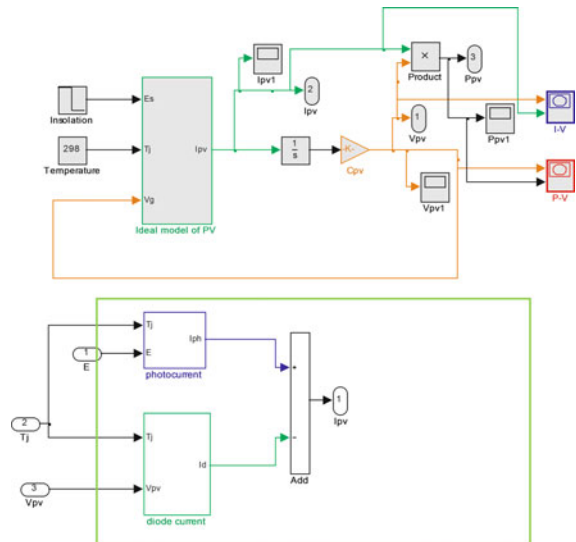 Insolation
298
Temperature
Es
Tj
Vg
Ipv
Ideal model of PV
Ipv1
2
Ipv
1
s
-K-
Cpv
×
Product
3
Ppv
1
Vpv
Vpv1
Ppv1
I-V
P-V
1
E
2
Tj
3
Vpv
Tj
E
Iph
photocurrent
Tj
Vpv
Id
diode current
+
−
Add
1
Ipv